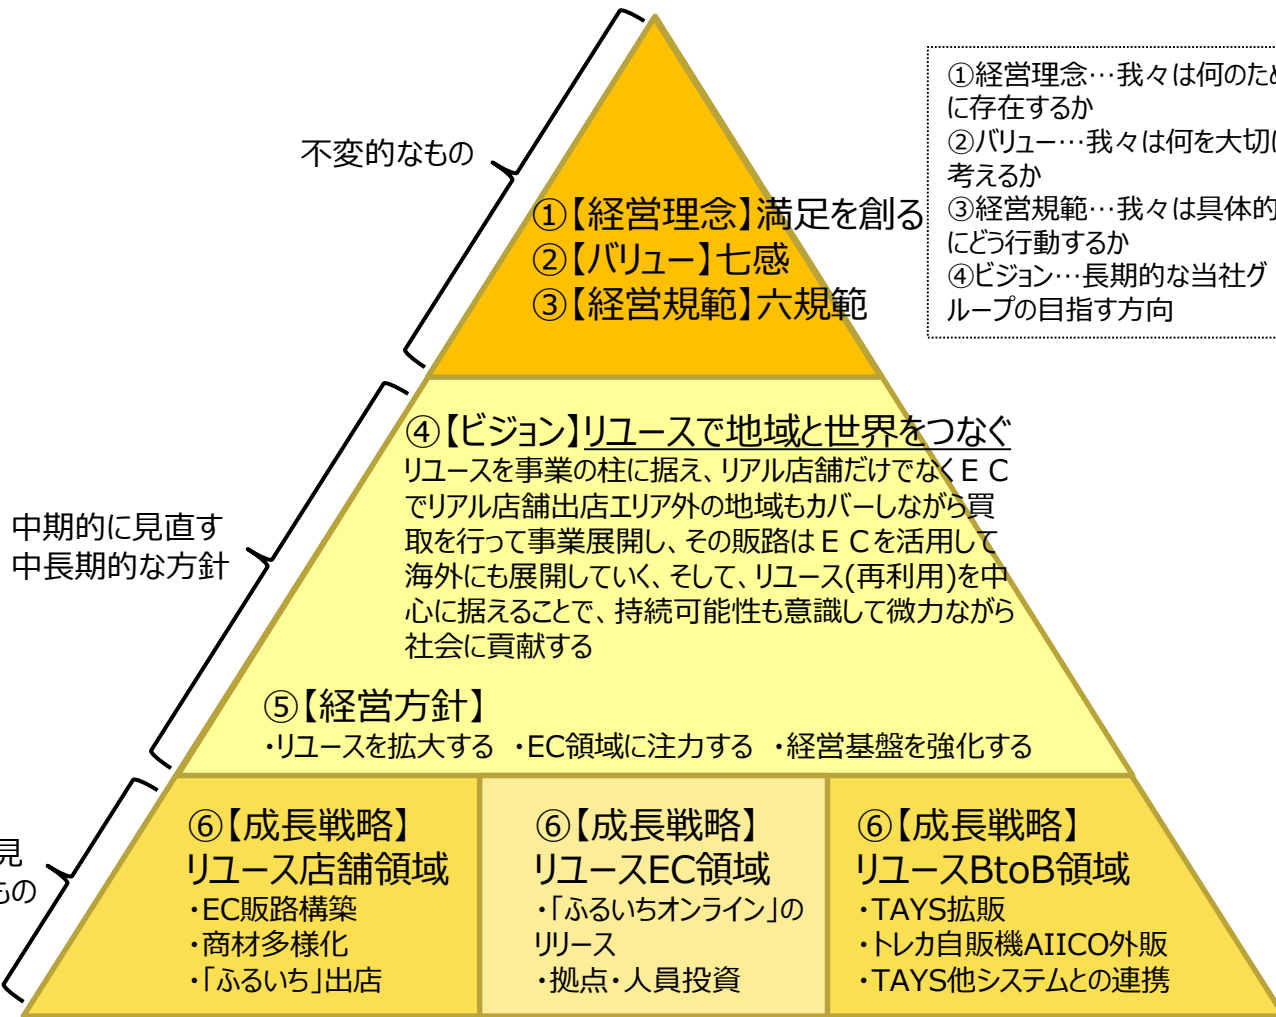 不変的なもの
①【経営理念】満足を創る
②【バリュー】七感
③【経営規範】六規範
①経営理念…我々は何のため
に存在するか
②バリュー…我々は何を大切に
考えるか
③経営規範…我々は具体的
にどう行動するか
④ビジョン…長期的な当社グ
ループの目指す方向
中期的に見直す
中長期的な方針
④【ビジョン】リユースで地域と世界をつなぐ
リユースを事業の柱に据え、リアル店舗だけでなくＥＣ
でリアル店舗出店エリア外の地域もカバーしながら買
取を行って事業展開し、その販路はＥＣを活用して
海外にも展開していく、そして、リユース(再利用)を中
心に据えることで、持続可能性も意識して微力ながら
社会に貢献する
⑤【経営方針】
・リユースを拡大する ・EC領域に注力する ・経営基盤を強化する
見
もの
⑥【成長戦略】
リユース店舗領域
・EC販路構築
・商材多様化
・「ふるいち」出店
⑥【成長戦略】
リユースEC領域
・「ふるいちオンライン」の
リリース
・拠点・人員投資
⑥【成長戦略】
リユースBtoB領域
・TAYS拡販
・トレカ自販機AIICO外販
・TAYS他システムとの連携